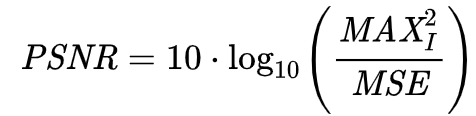 PSNR = 10 · log₁₀ (MAX_I² / MSE)